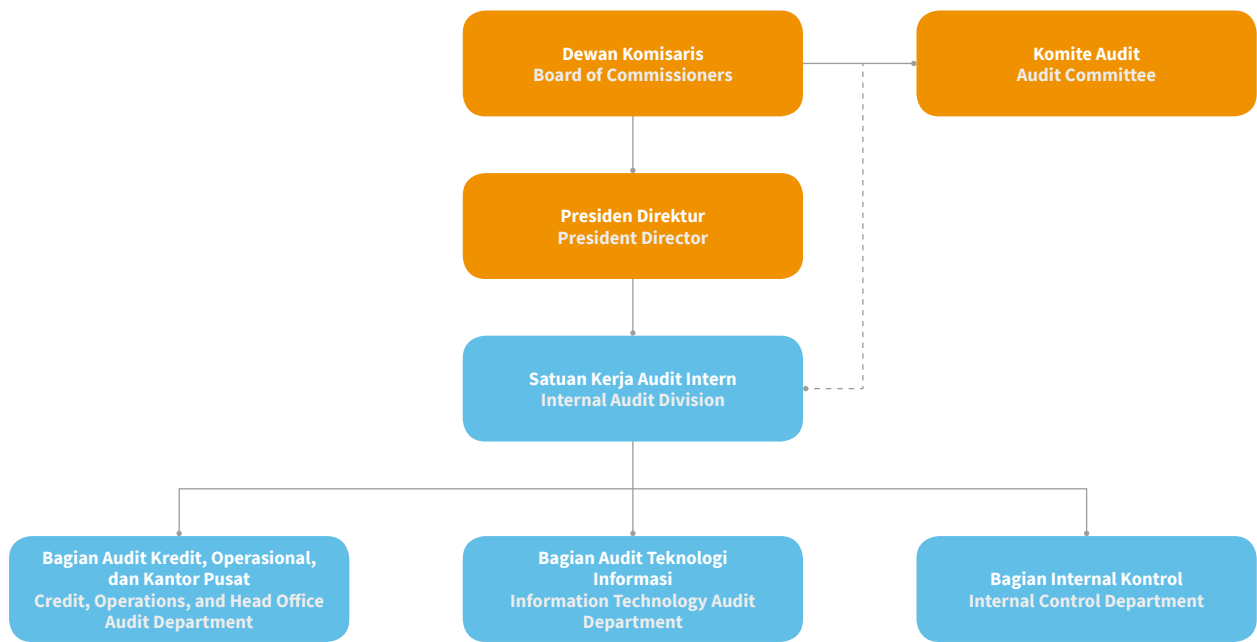 Dewan Komisaris
Board of Commissioners
Komite Audit
Audit Committee
Presiden Direktur
President Director
Satuan Kerja Audit Intern
Internal Audit Division
Bagian Audit Kredit, Operasional,
dan Kantor Pusat
Credit, Operations, and Head Office
Audit Department
Bagian Audit Teknologi
Informasi
Information Technology Audit
Department
Bagian Internal Kontrol
Internal Control Department